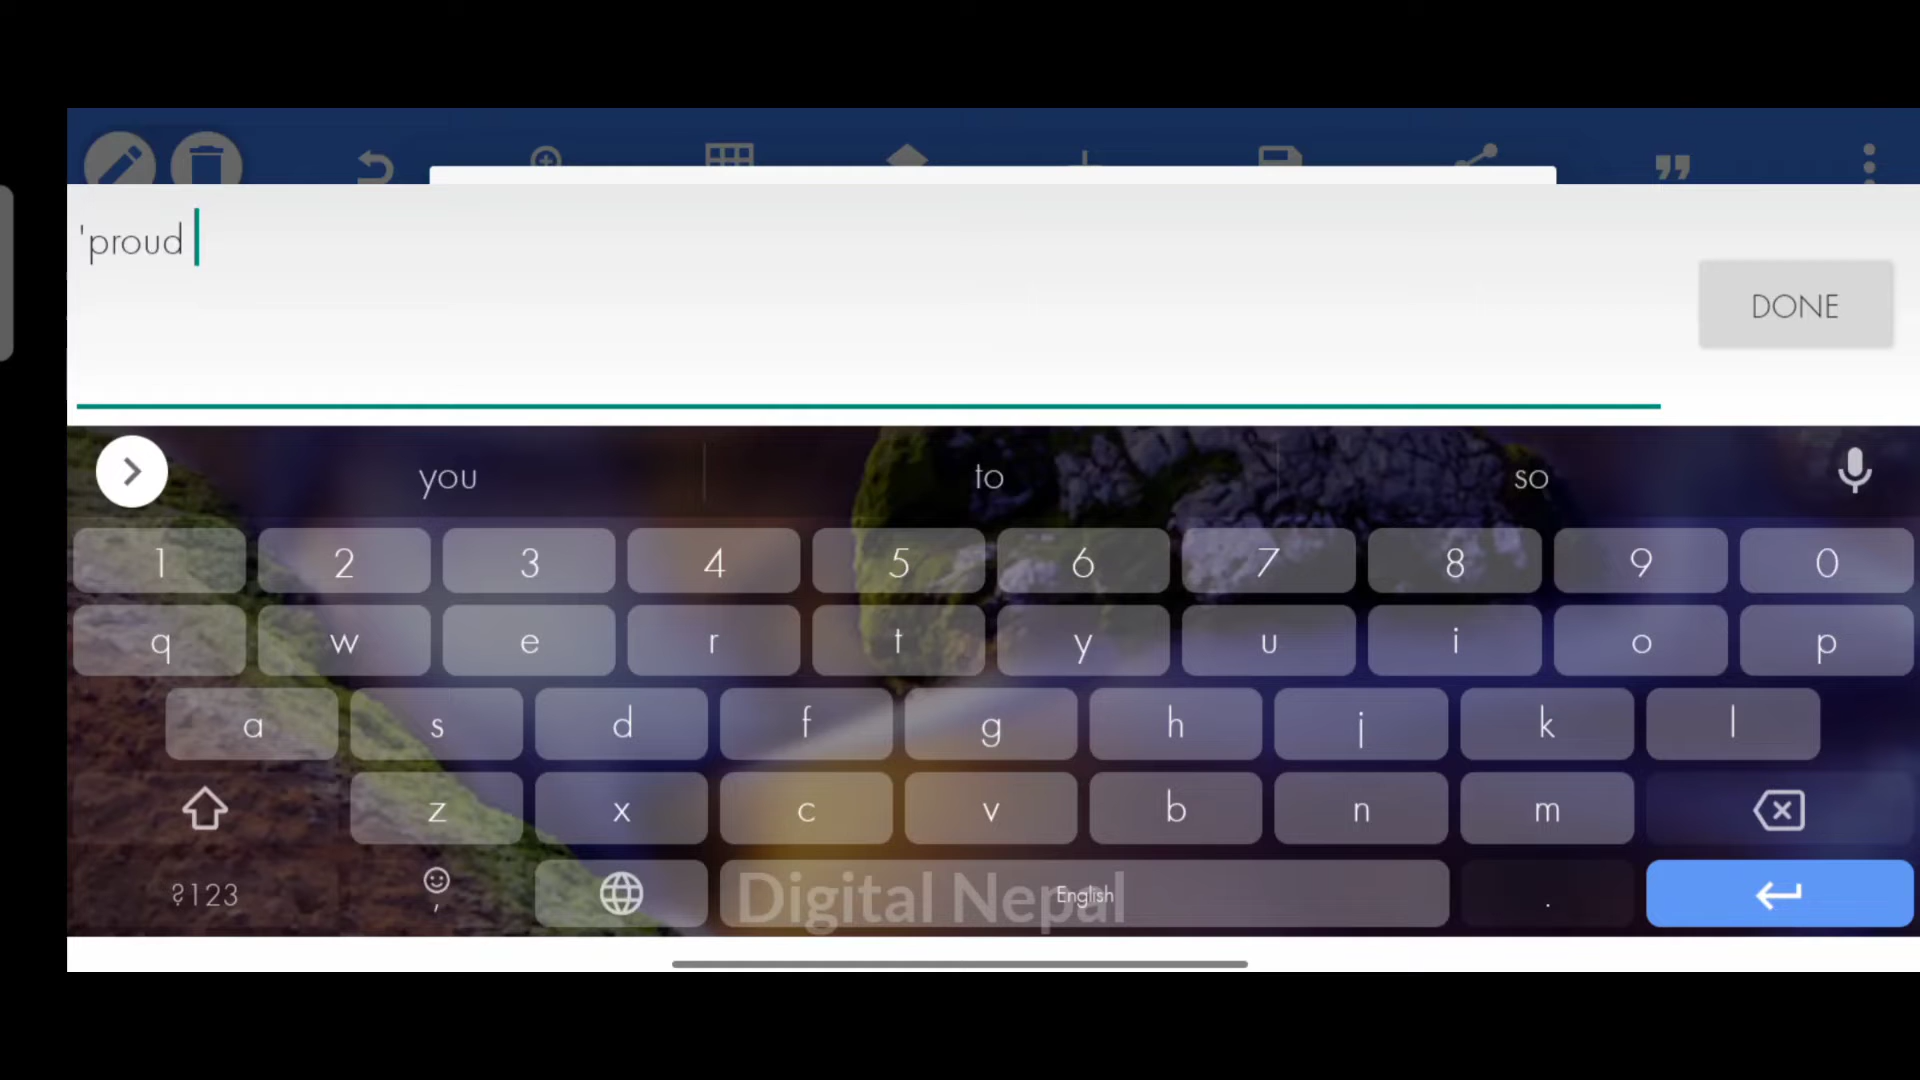 'proud
DONE
you to so
1 2 3 4 5 6 7 8 9 0
q w e r t y u i o p
a s d f g h j k l
z x c v b n m
?123 , English .
Digital Nepal